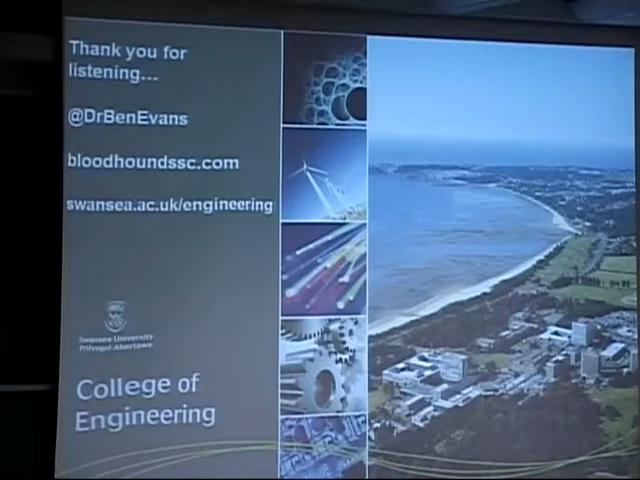 Thank you for
listening...
@DrBenEvans
bloodhoundssc.com
swansea.ac.uk/engineering
Swansea University
Prifysgol Abertawe
College of
Engineering